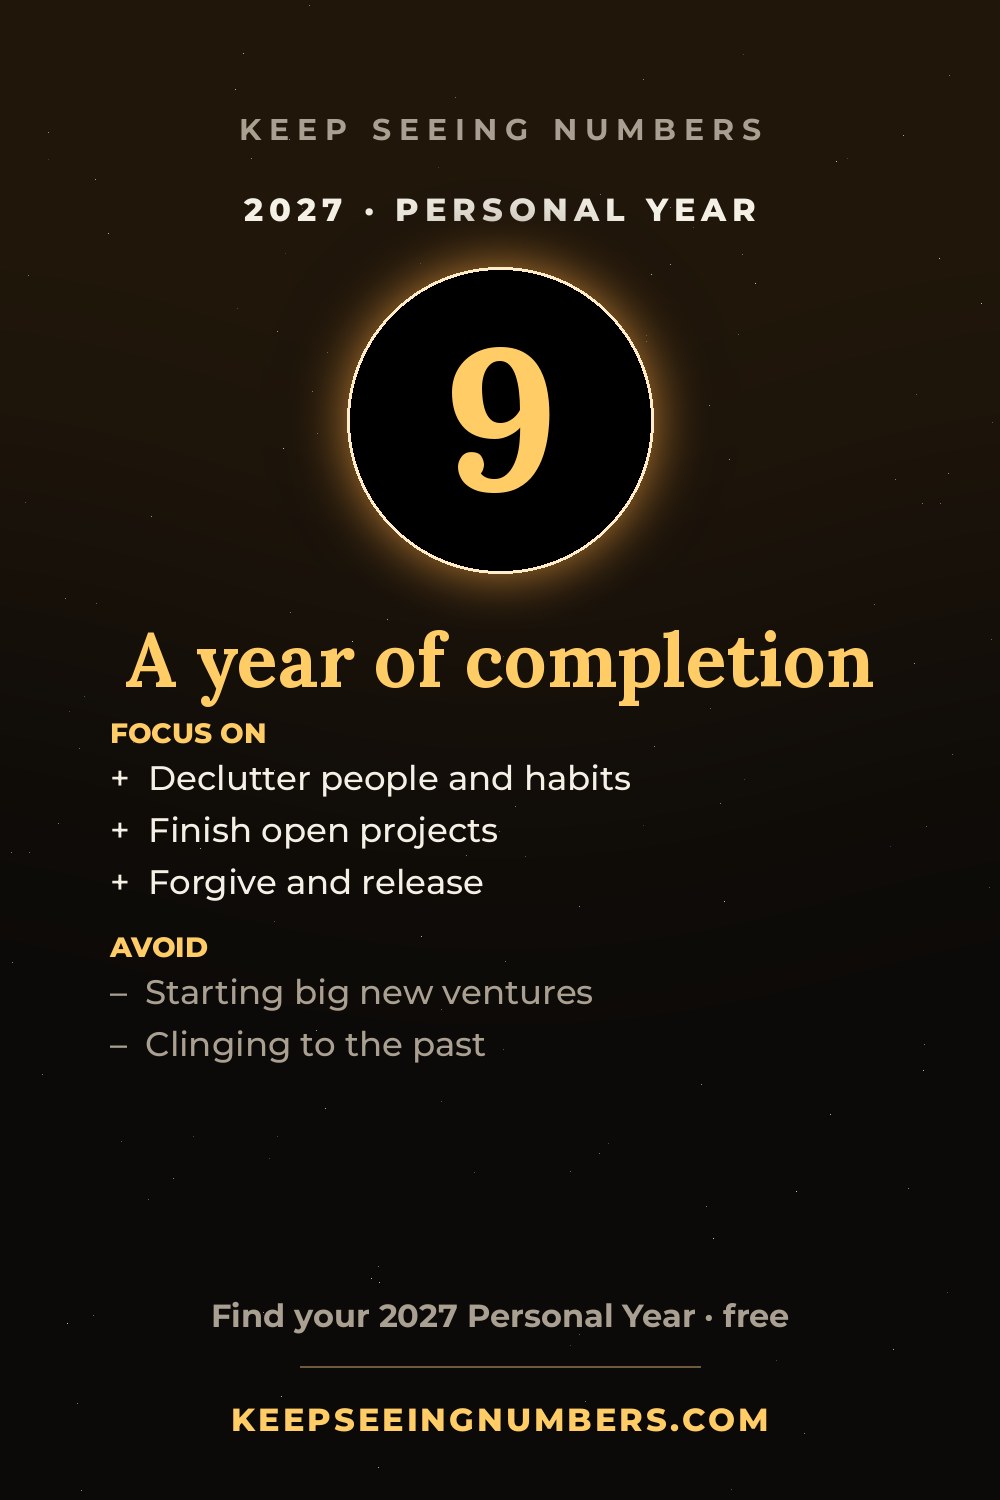 KEEP SEEING NUMBERS
2027 · PERSONAL YEAR
9
A year of completion
FOCUS ON
+ Declutter people and habits
+ Finish open projects
+ Forgive and release
AVOID
– Starting big new ventures
– Clinging to the past
Find your 2027 Personal Year · free
KEEPSEEINGNUMBERS.COM